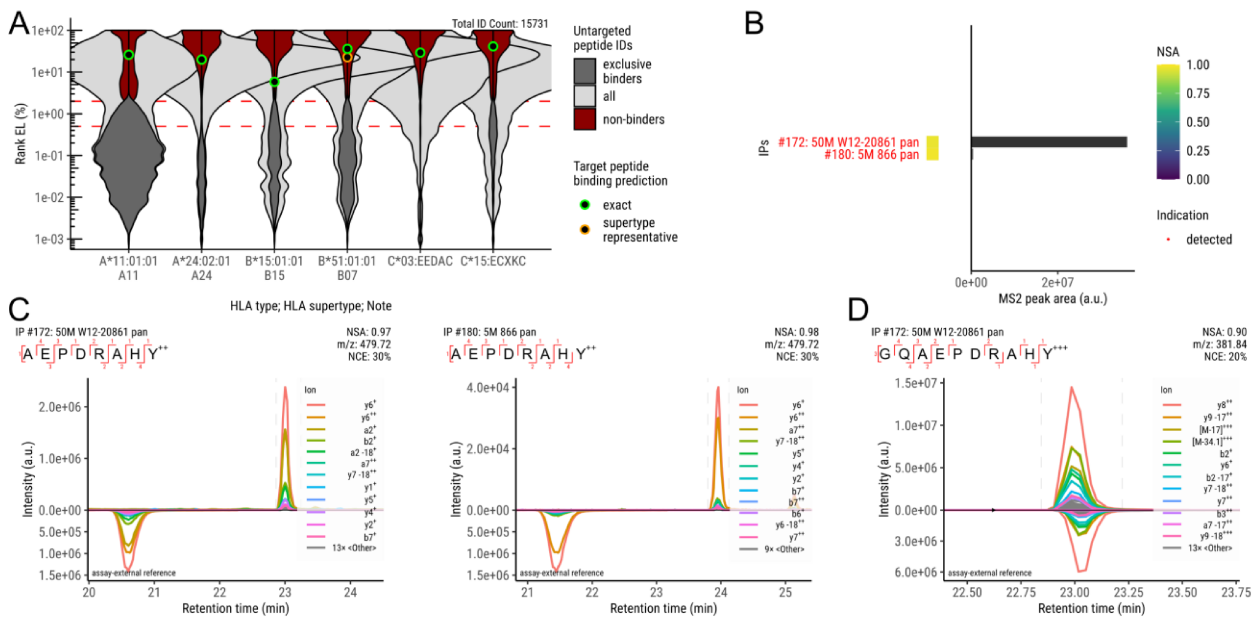 A
Total ID Count: 15731
1e+02
1e+01
1e+00
1e-01
1e-02
1e-03
Rank EL (%)
A*11:01:01
A11
A*24:02:01
A24
B*15:01:01
B15
B*51:01:01
B07
C*03:EEDAC
C*15:ECXKC
HLA type; HLA supertype; Note
Untargeted
peptide IDs
exclusive
binders
all
non-binders
Target peptide
binding prediction
exact
supertype
representative
B
IPs
#172: 50M W12-20861 pan
#180: 5M 866 pan
0e+00
2e+07
MS2 peak area (a.u.)
NSA
1.00
0.75
0.50
0.25
0.00
Indication
detected
C
IP #172: 50M W12-20861 pan
AEPDRAHY++
NSA: 0.97
m/z: 479.72
NCE: 30%
Intensity (a.u.)
2.0e+06
1.0e+06
0.0e+00
5.0e+05
1.0e+06
1.5e+06
assay-external reference
20
21
22
23
24
Retention time (min)
Ion
y6+
y6++
a2+
b2+
a2 -18+
a7++
y7 -18++
y1+
y5+
y4+
y2+
b7+
13× <Other>
IP #180: 5M 866 pan
AEPDRAHY++
NSA: 0.98
m/z: 479.72
NCE: 30%
Intensity (a.u.)
4.0e+04
2.0e+04
0.0e+00
5.0e+05
1.0e+06
1.5e+06
assay-external reference
21
22
23
24
25
Retention time (min)
Ion
y6+
y6++
a7++
y7 -18++
y5+
y4+
y2+
b7+
b7++
b6+
y6 -18++
y7++
9× <Other>
D
IP #172: 50M W12-20861 pan
GQAEPDRAHY+++
NSA: 0.90
m/z: 381.84
NCE: 20%
Intensity (a.u.)
1.5e+07
1.0e+07
5.0e+06
0.0e+00
3.0e+06
6.0e+06
assay-external reference
22.50
22.75
23.00
23.25
23.50
23.75
Retention time (min)
Ion
y8++
y9 -17++
[M-17]+++
[M-34.1]+++
b2+
y6+
b2 -17+
y7 -18++
y7++
b3++
a7 -17++
y9 -18+++
13× <Other>